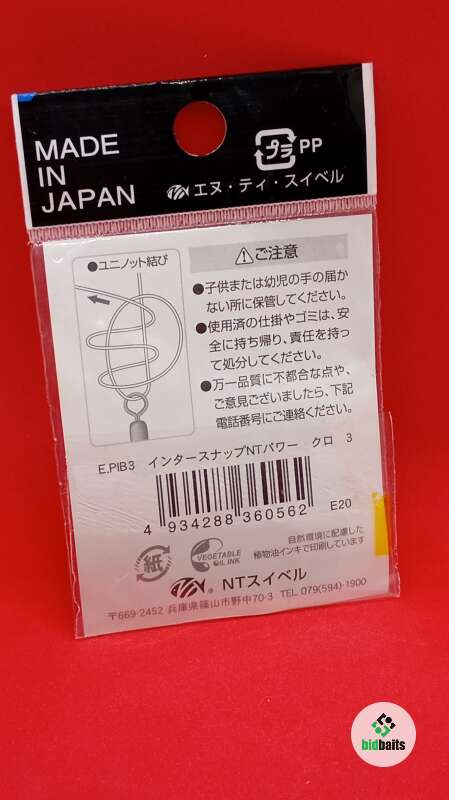 MADE
IN
JAPAN
プラ PP
エヌ・ティ・スイベル
●ユニノット結び
⚠ご注意
●子供または幼児の手の届か
ない所に保管してください。
●使用済の仕掛やゴミは、安
全に持ち帰り、責任を持っ
て処分してください。
●万一品質に不都合な点や、
ご意見ございましたら、下記
電話番号にご連絡ください。
E.PIB3 インタースナップNTパワー クロ 3
4 934288 360562
E20
紙
VEGETABLE
OIL INK
自然環境に配慮した
植物油インキで印刷しています
® NTスイベル
〒669-2452 兵庫県篠山市野中70-3 TEL 079(594)-1900
bidbaits